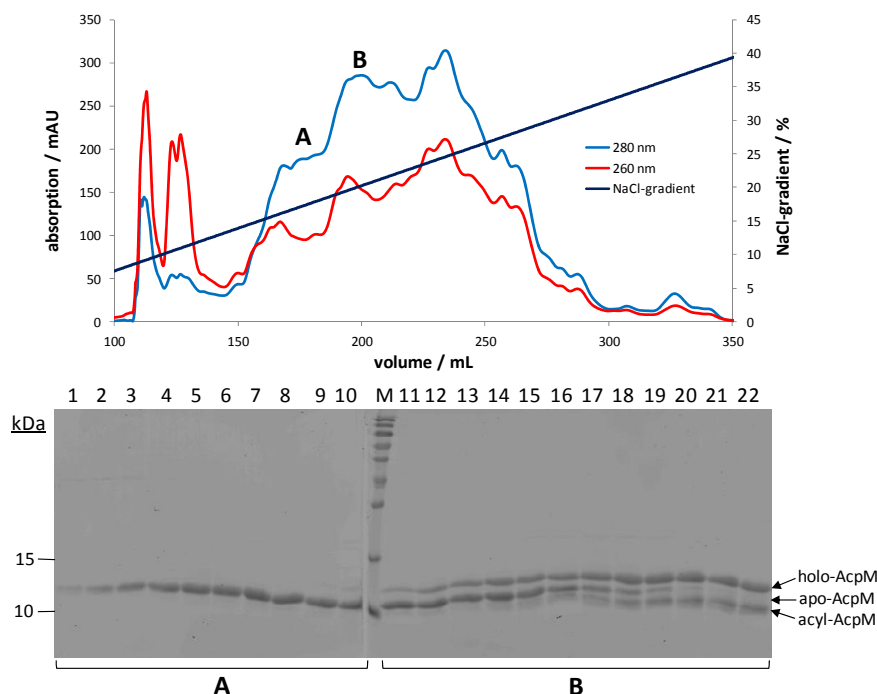 350
300
250
200
150
100
50
0
absorption / mAU
A
B
45
40
35
30
25
20
15
10
5
0
NaCl-gradient / %
280 nm
260 nm
NaCl-gradient
100 150 200 250 300 350
volume / mL
1 2 3 4 5 6 7 8 9 10 M 11 12 13 14 15 16 17 18 19 20 21 22
kDa
15
10
holo-AcpM
apo-AcpM
acyl-AcpM
A B